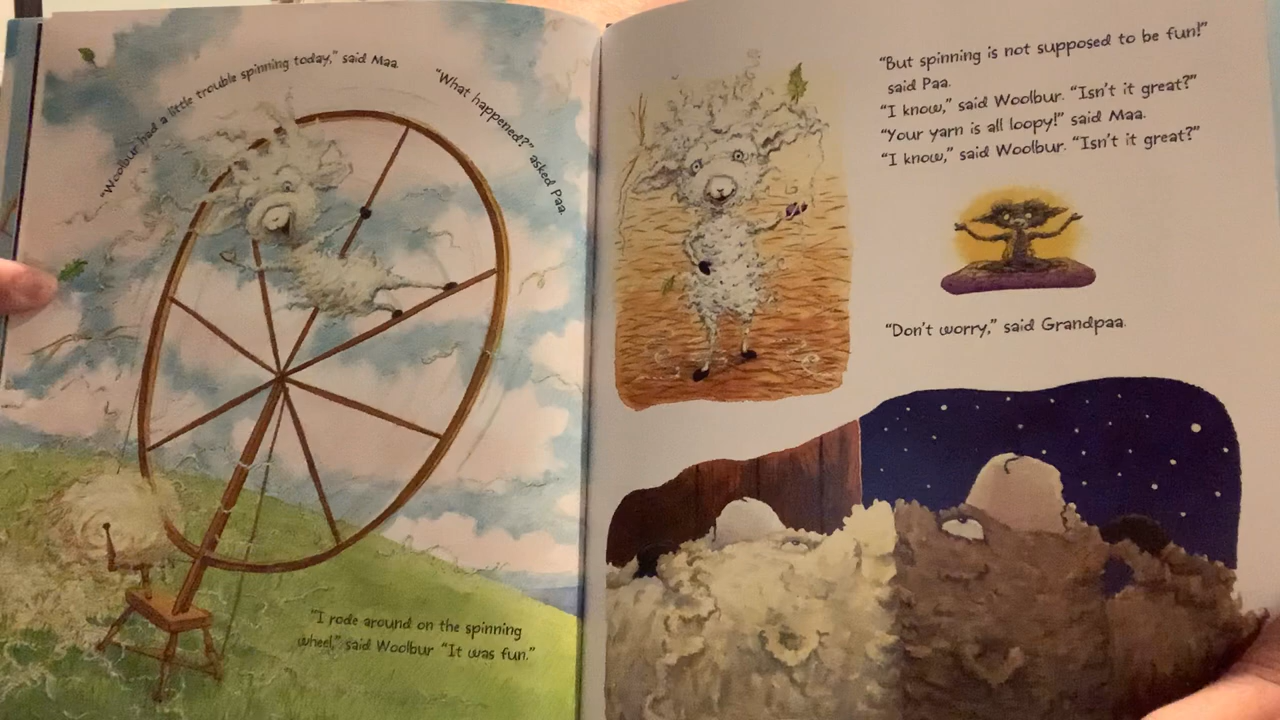 "Woolbur had a little trouble spinning today," said Maa.
"What happened?" asked Paa.
"I rode around on the spinning
wheel," said Woolbur "It was fun."
"But spinning is not supposed to be fun!"
said Paa.
"I know," said Woolbur. "Isn't it great?"
"Your yarn is all loopy!" said Maa.
"I know," said Woolbur. "Isn't it great?"
"Don't worry," said Grandpaa.